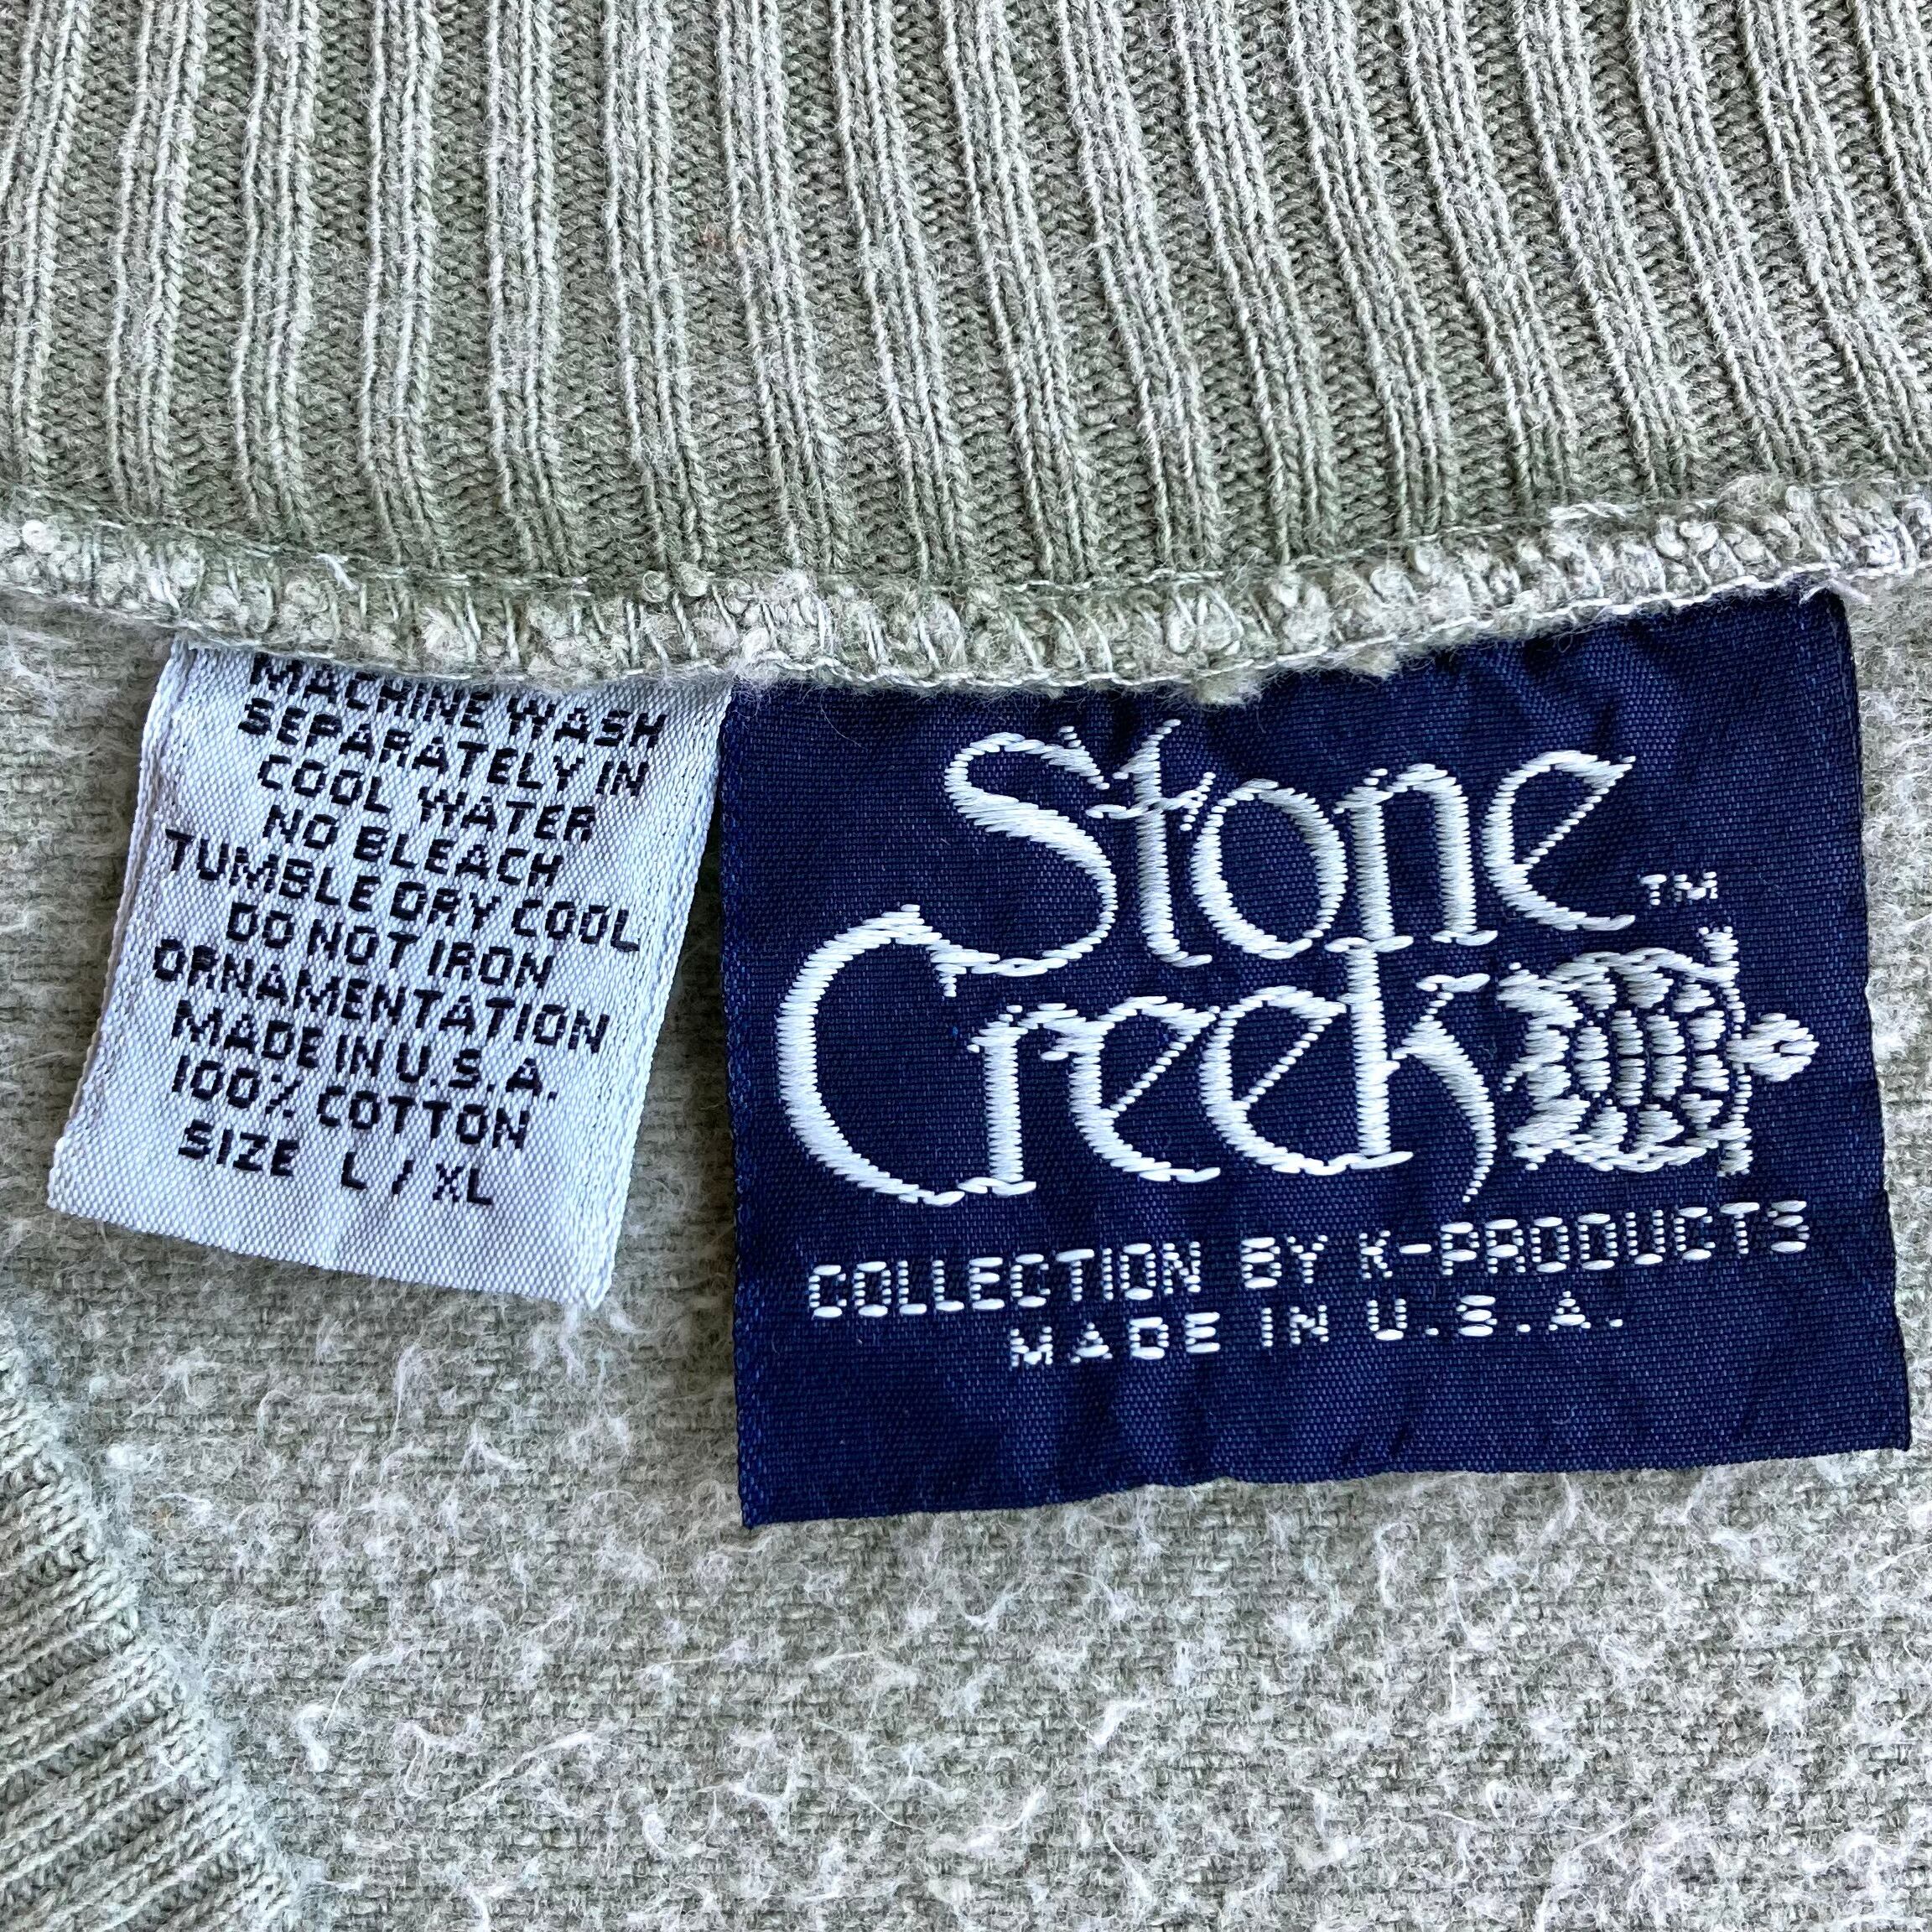 MACHINE WASH
SEPARATELY IN
COOL WATER
NO BLEACH
TUMBLE DRY COOL
DO NOT IRON
ORNAMENTATION
MADE IN U.S.A.
100% COTTON
SIZE L / XL
Stone
Creek TM
COLLECTION BY K-PRODUCTS
MADE IN U.S.A.